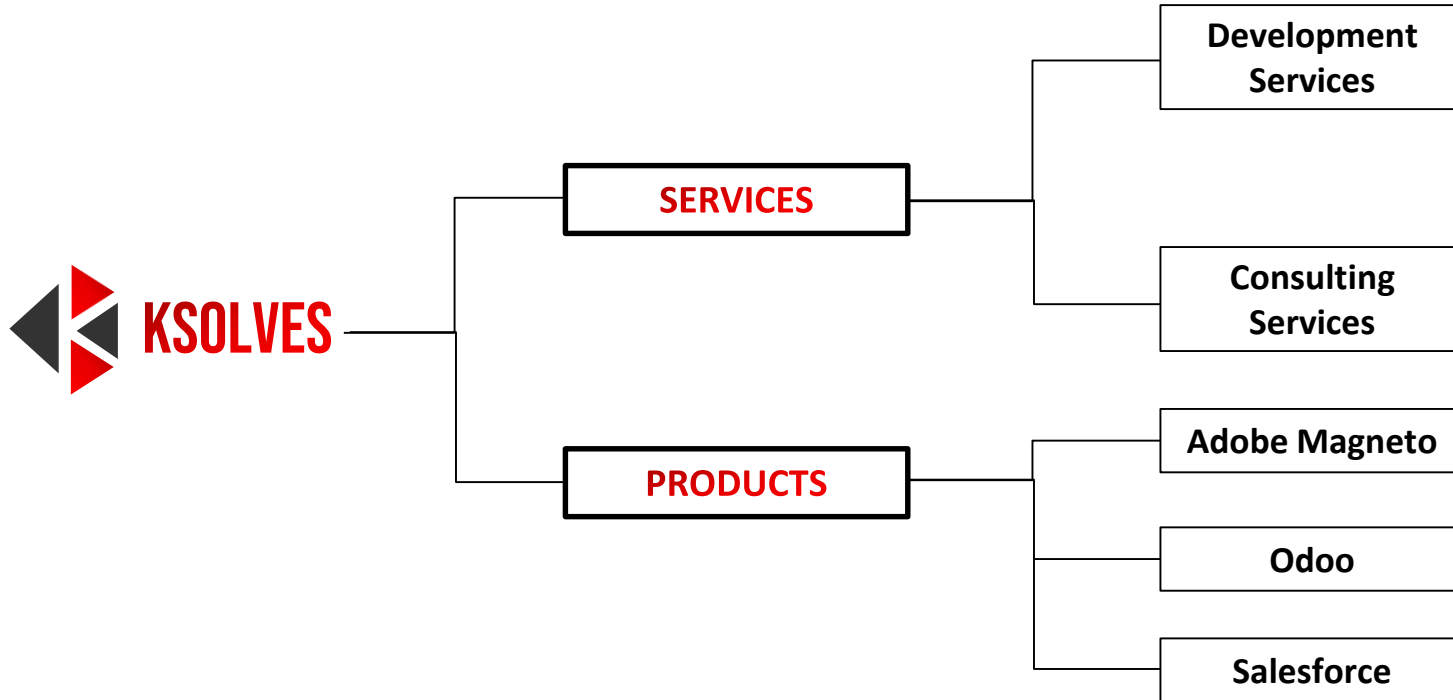 Development
Services
SERVICES
Consulting
Services
KSOLVES
Adobe Magneto
PRODUCTS
Odoo
Salesforce